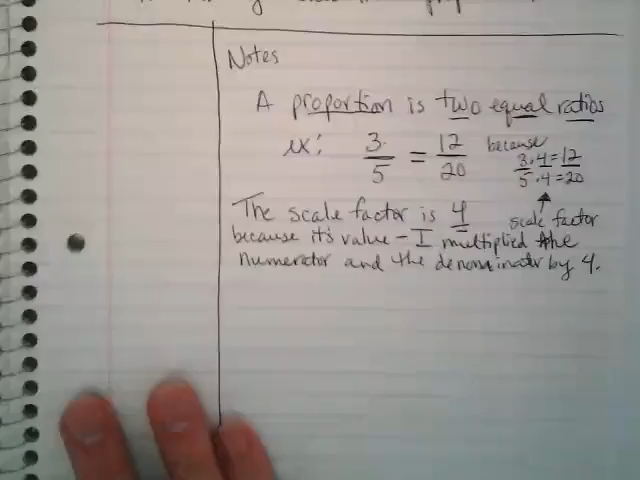 Notes
A proportion is two equal ratios
ex: 3/5 = 12/20 because
3·4=12
5·4=20
The scale factor is 4 scale factor
because its value - I multiplied the
numerator and the denominator by 4.